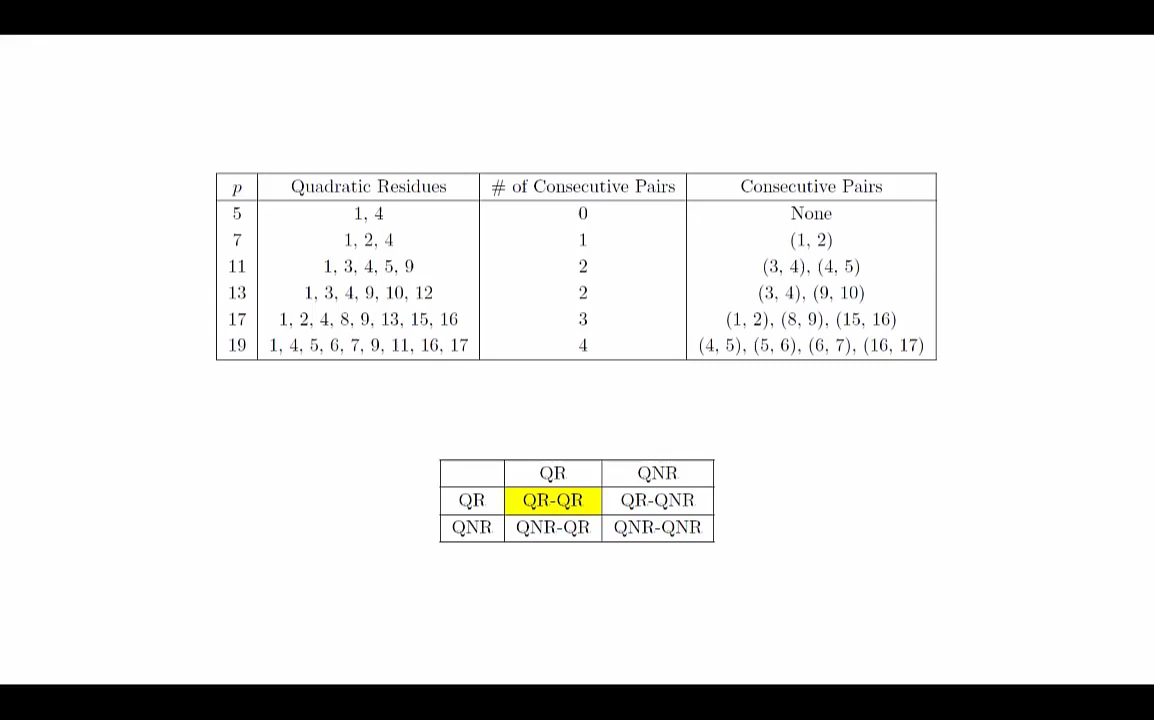 p Quadratic Residues # of Consecutive Pairs Consecutive Pairs
5 1, 4 0 None
7 1, 2, 4 1 (1, 2)
11 1, 3, 4, 5, 9 2 (3, 4), (4, 5)
13 1, 3, 4, 9, 10, 12 2 (3, 4), (9, 10)
17 1, 2, 4, 8, 9, 13, 15, 16 3 (1, 2), (8, 9), (15, 16)
19 1, 4, 5, 6, 7, 9, 11, 16, 17 4 (4, 5), (5, 6), (6, 7), (16, 17)
QR QNR
QR QR-QR QR-QNR
QNR QNR-QR QNR-QNR